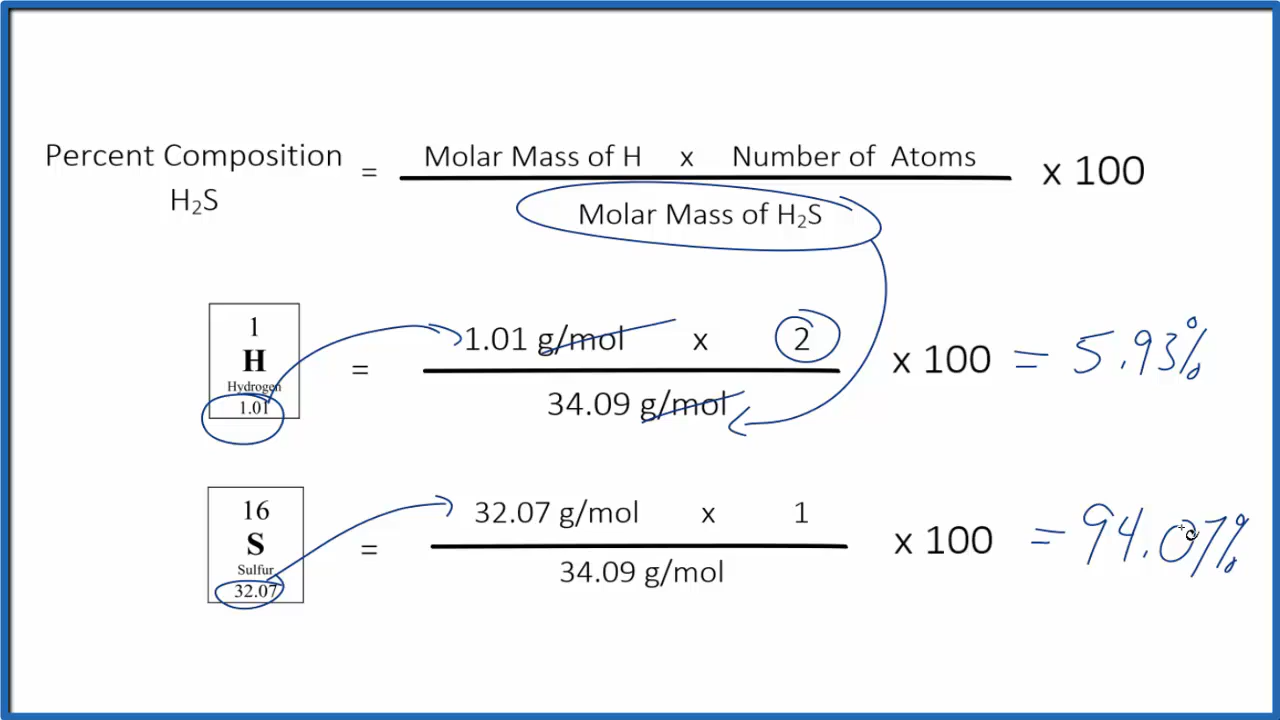 Percent Composition = Molar Mass of H x Number of Atoms x 100
H₂S Molar Mass of H₂S
1
H
Hydrogen
1.01
= 1.01 g/mol x 2 x 100 = 5.93%
34.09 g/mol
16
S
Sulfur
32.07
= 32.07 g/mol x 1 x 100 = 94.07%
34.09 g/mol